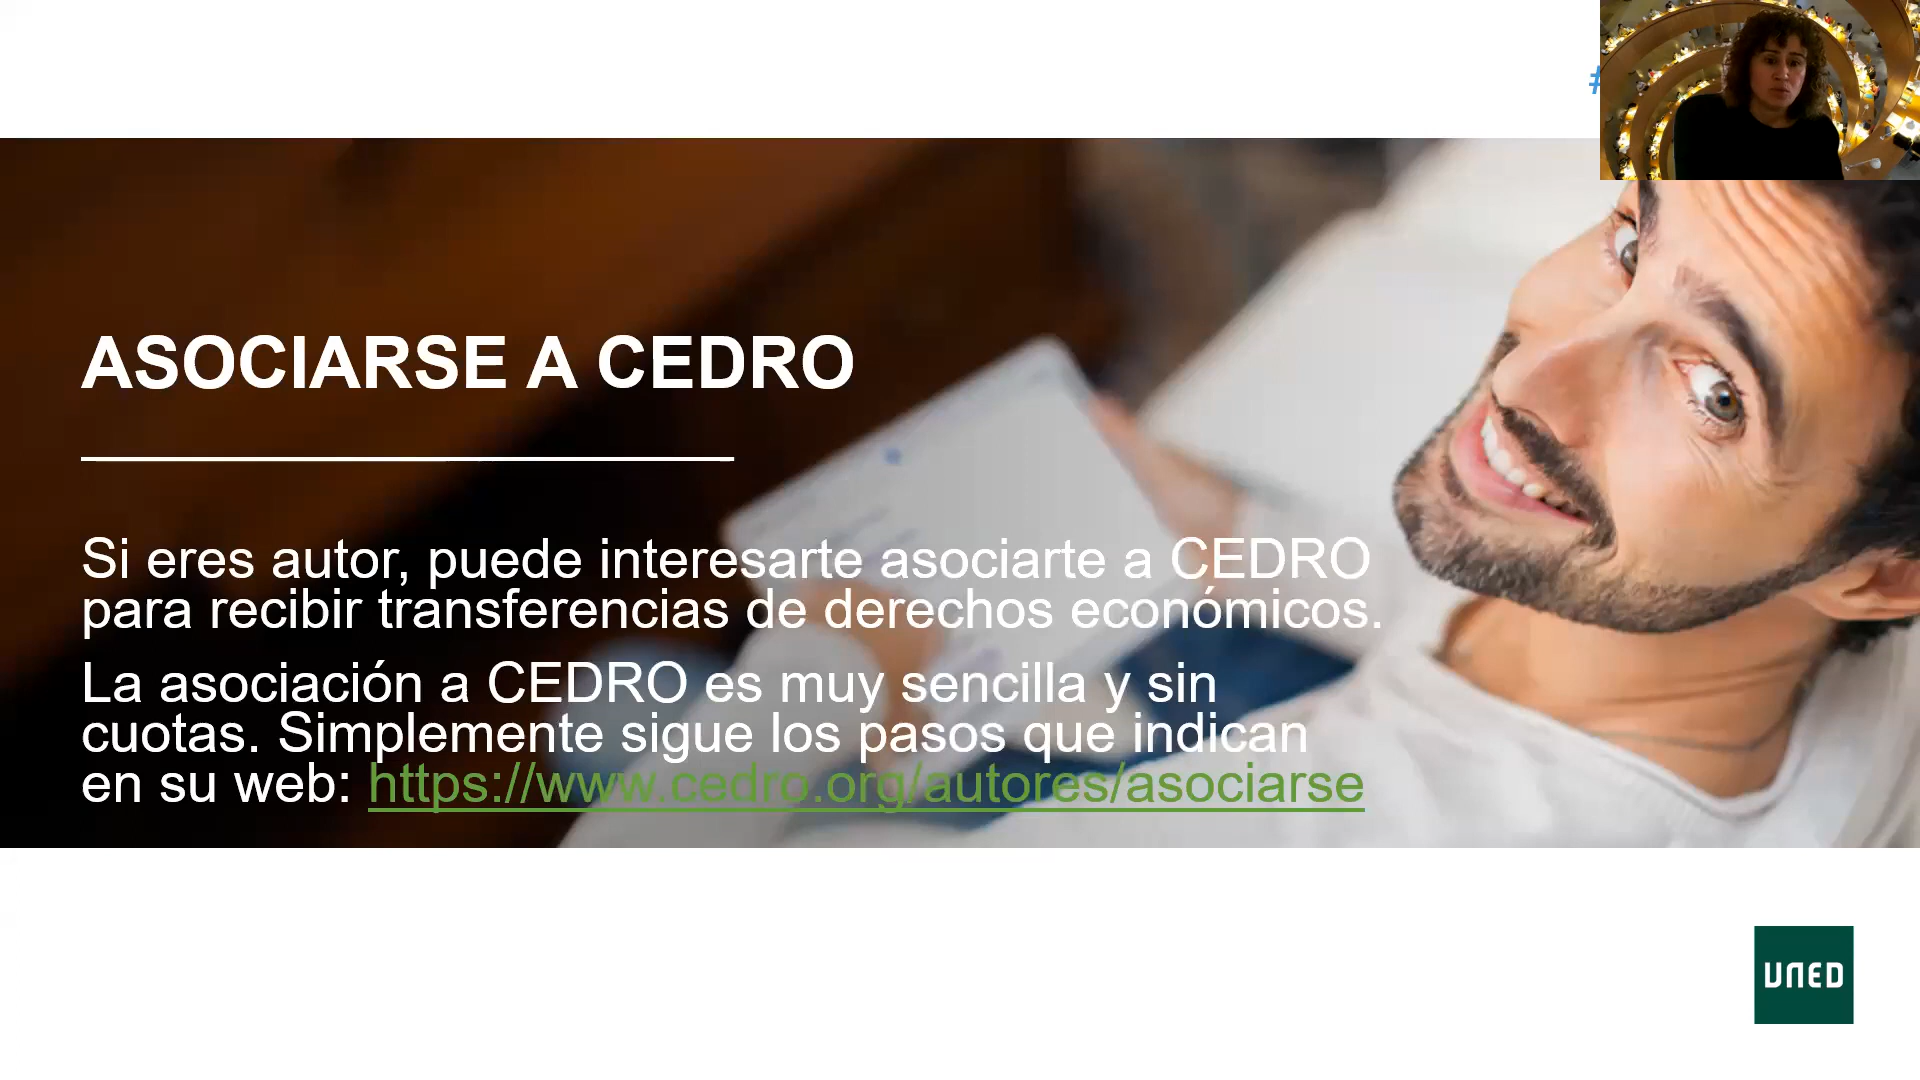 #
ASOCIARSE A CEDRO
Si eres autor, puede interesarte asociarte a CEDRO
para recibir transferencias de derechos económicos.
La asociación a CEDRO es muy sencilla y sin
cuotas. Simplemente sigue los pasos que indican
en su web: https://www.cedro.org/autores/asociarse
UNED